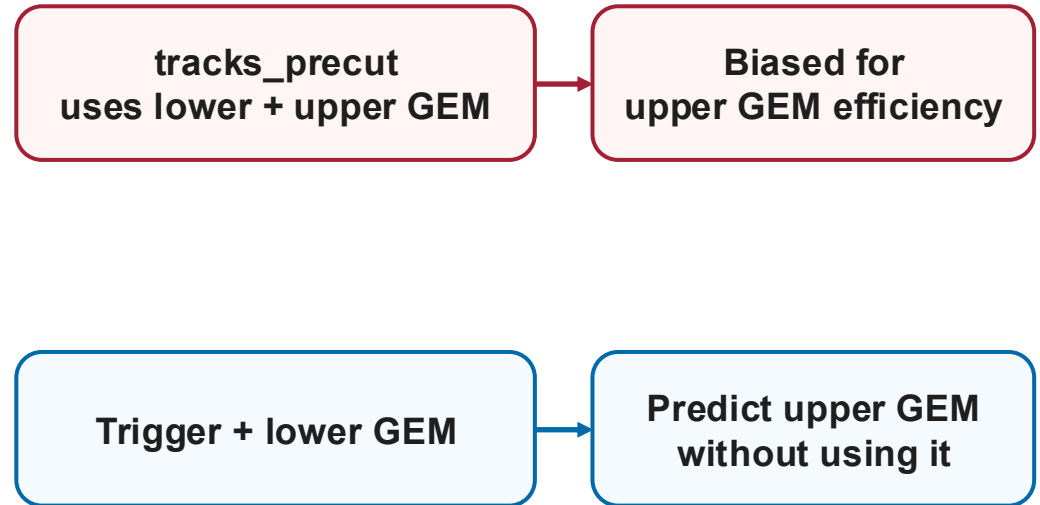 tracks_precut
uses lower + upper GEM
Biased for
upper GEM efficiency
Trigger + lower GEM
Predict upper GEM
without using it